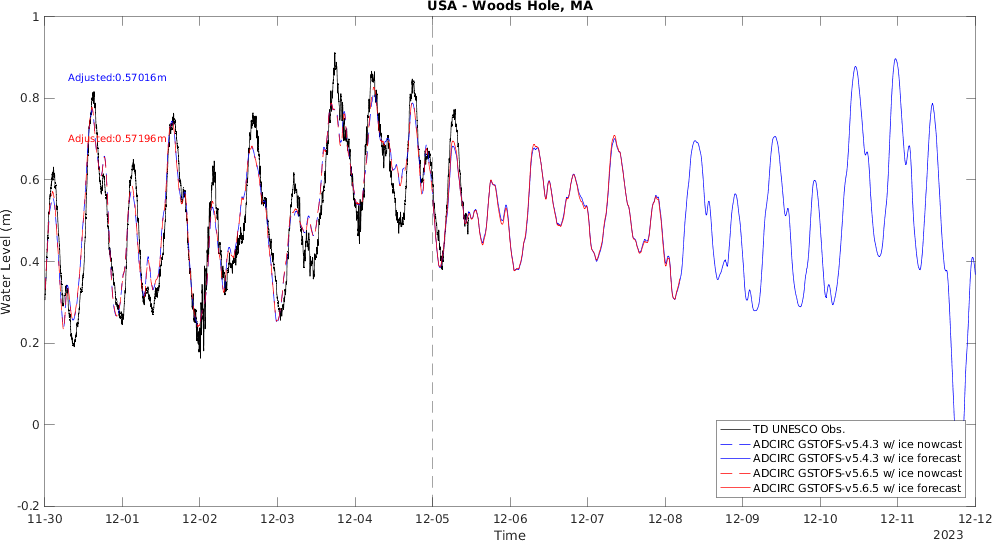 USA - Woods Hole, MA
1
0.8
0.6
0.4
0.2
0
-0.2
Water Level (m)
Adjusted:0.57016m
Adjusted:0.57196m
TD UNESCO Obs.
ADCIRC GSTOFS-v5.4.3 w/ ice nowcast
ADCIRC GSTOFS-v5.4.3 w/ ice forecast
ADCIRC GSTOFS-v5.6.5 w/ ice nowcast
ADCIRC GSTOFS-v5.6.5 w/ ice forecast
11-30 12-01 12-02 12-03 12-04 12-05 12-06 12-07 12-08 12-09 12-10 12-11 12-12
Time
2023